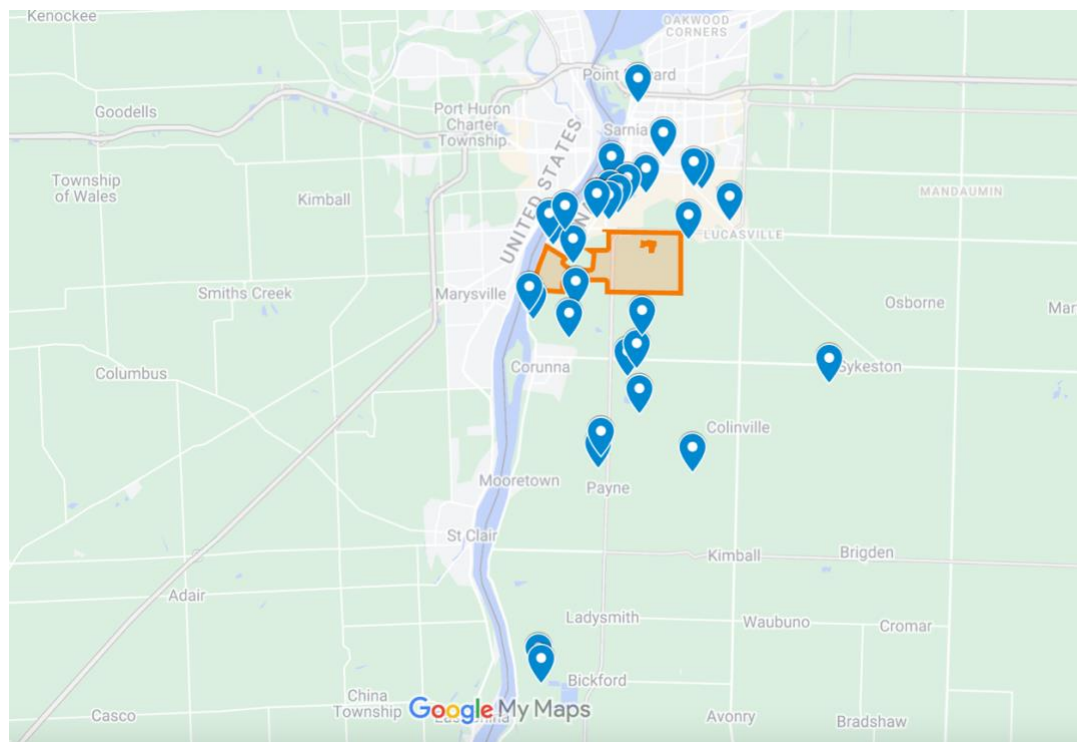 Kenockee
OAKWOOD
CORNERS
Goodells
Port Huron
Charter
Township
Sarnia
UNITED STATES
Township
of Wales
Kimball
MANDAUMIN
LUCASVILLE
Smiths Creek
Marysville
Osborne
Mar
Columbus
Corunna
Sykeston
Colinville
Mooretown
Payne
St Clair
Kimball
Brigden
Adair
Ladysmith
Waubuno
Cromar
Bickford
China
Township
Google My Maps
Casco
Avonry
Bradshaw